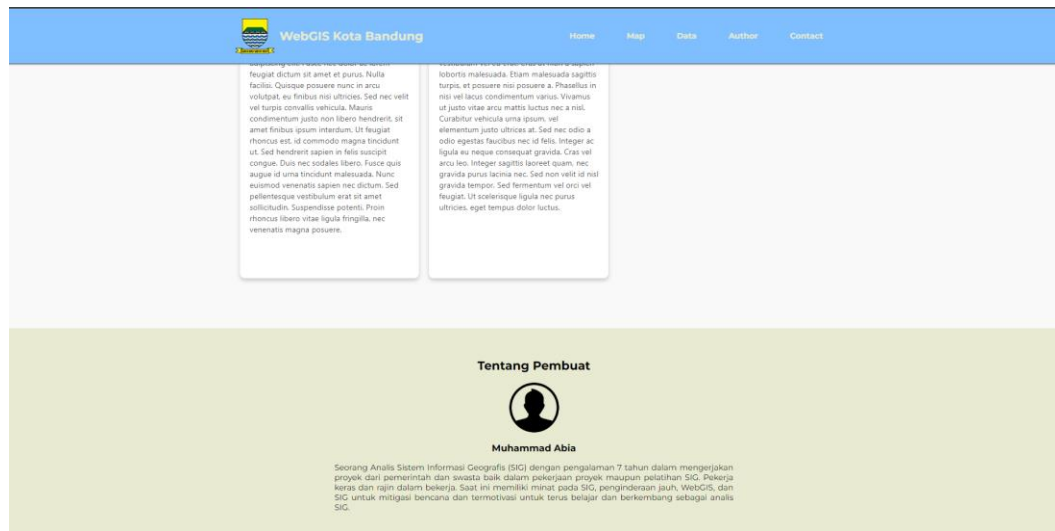 WebGIS Kota Bandung
Home Map Data Author Contact
feugiat dictum sit amet et purus. Nulla
facilisi. Quisque posuere nunc in arcu
volutpat, eu finibus nisi ultricies. Sed nec velit
vel turpis convallis vehicula. Mauris
condimentum justo non libero hendrerit, sit
amet finibus ipsum interdum. Ut feugiat
rhoncus est, id commodo magna tincidunt
ut. Sed hendrerit sapien in felis suscipit
congue. Duis nec sodales libero. Fusce quis
augue id urna tincidunt malesuada. Nunc
euismod venenatis sapien nec dictum. Sed
pellentesque vestibulum erat sit amet
sollicitudin. Suspendisse potenti. Proin
rhoncus libero vitae ligula fringilla, nec
venenatis magna posuere.
lobortis malesuada. Etiam malesuada sagittis
turpis, et posuere nisi posuere a. Phasellus in
nisi vel lacus condimentum varius. Vivamus
ut justo vitae arcu mattis luctus nec a nisl.
Curabitur vehicula urna ipsum, vel
elementum justo ultrices at. Sed nec odio a
odio egestas faucibus nec id felis. Integer ac
ligula eu neque consequat gravida. Cras vel
arcu leo. Integer sagittis laoreet quam, nec
gravida purus lacinia nec. Sed non velit id nisl
gravida tempor. Sed fermentum vel orci vel
feugiat. Ut scelerisque ligula nec purus
ultricies, eget tempus dolor luctus.
Tentang Pembuat
Muhammad Abia
Seorang Analis Sistem Informasi Geografis (SIG) dengan pengalaman 7 tahun dalam mengerjakan
proyek dari pemerintah dan swasta baik dalam pekerjaan proyek maupun pelatihan SIG. Pekerja
keras dan rajin dalam bekerja. Saat ini memiliki minat pada SIG, penginderaan jauh, WebGIS, dan
SIG untuk mitigasi bencana dan termotivasi untuk terus belajar dan berkembang sebagai analis
SIG.